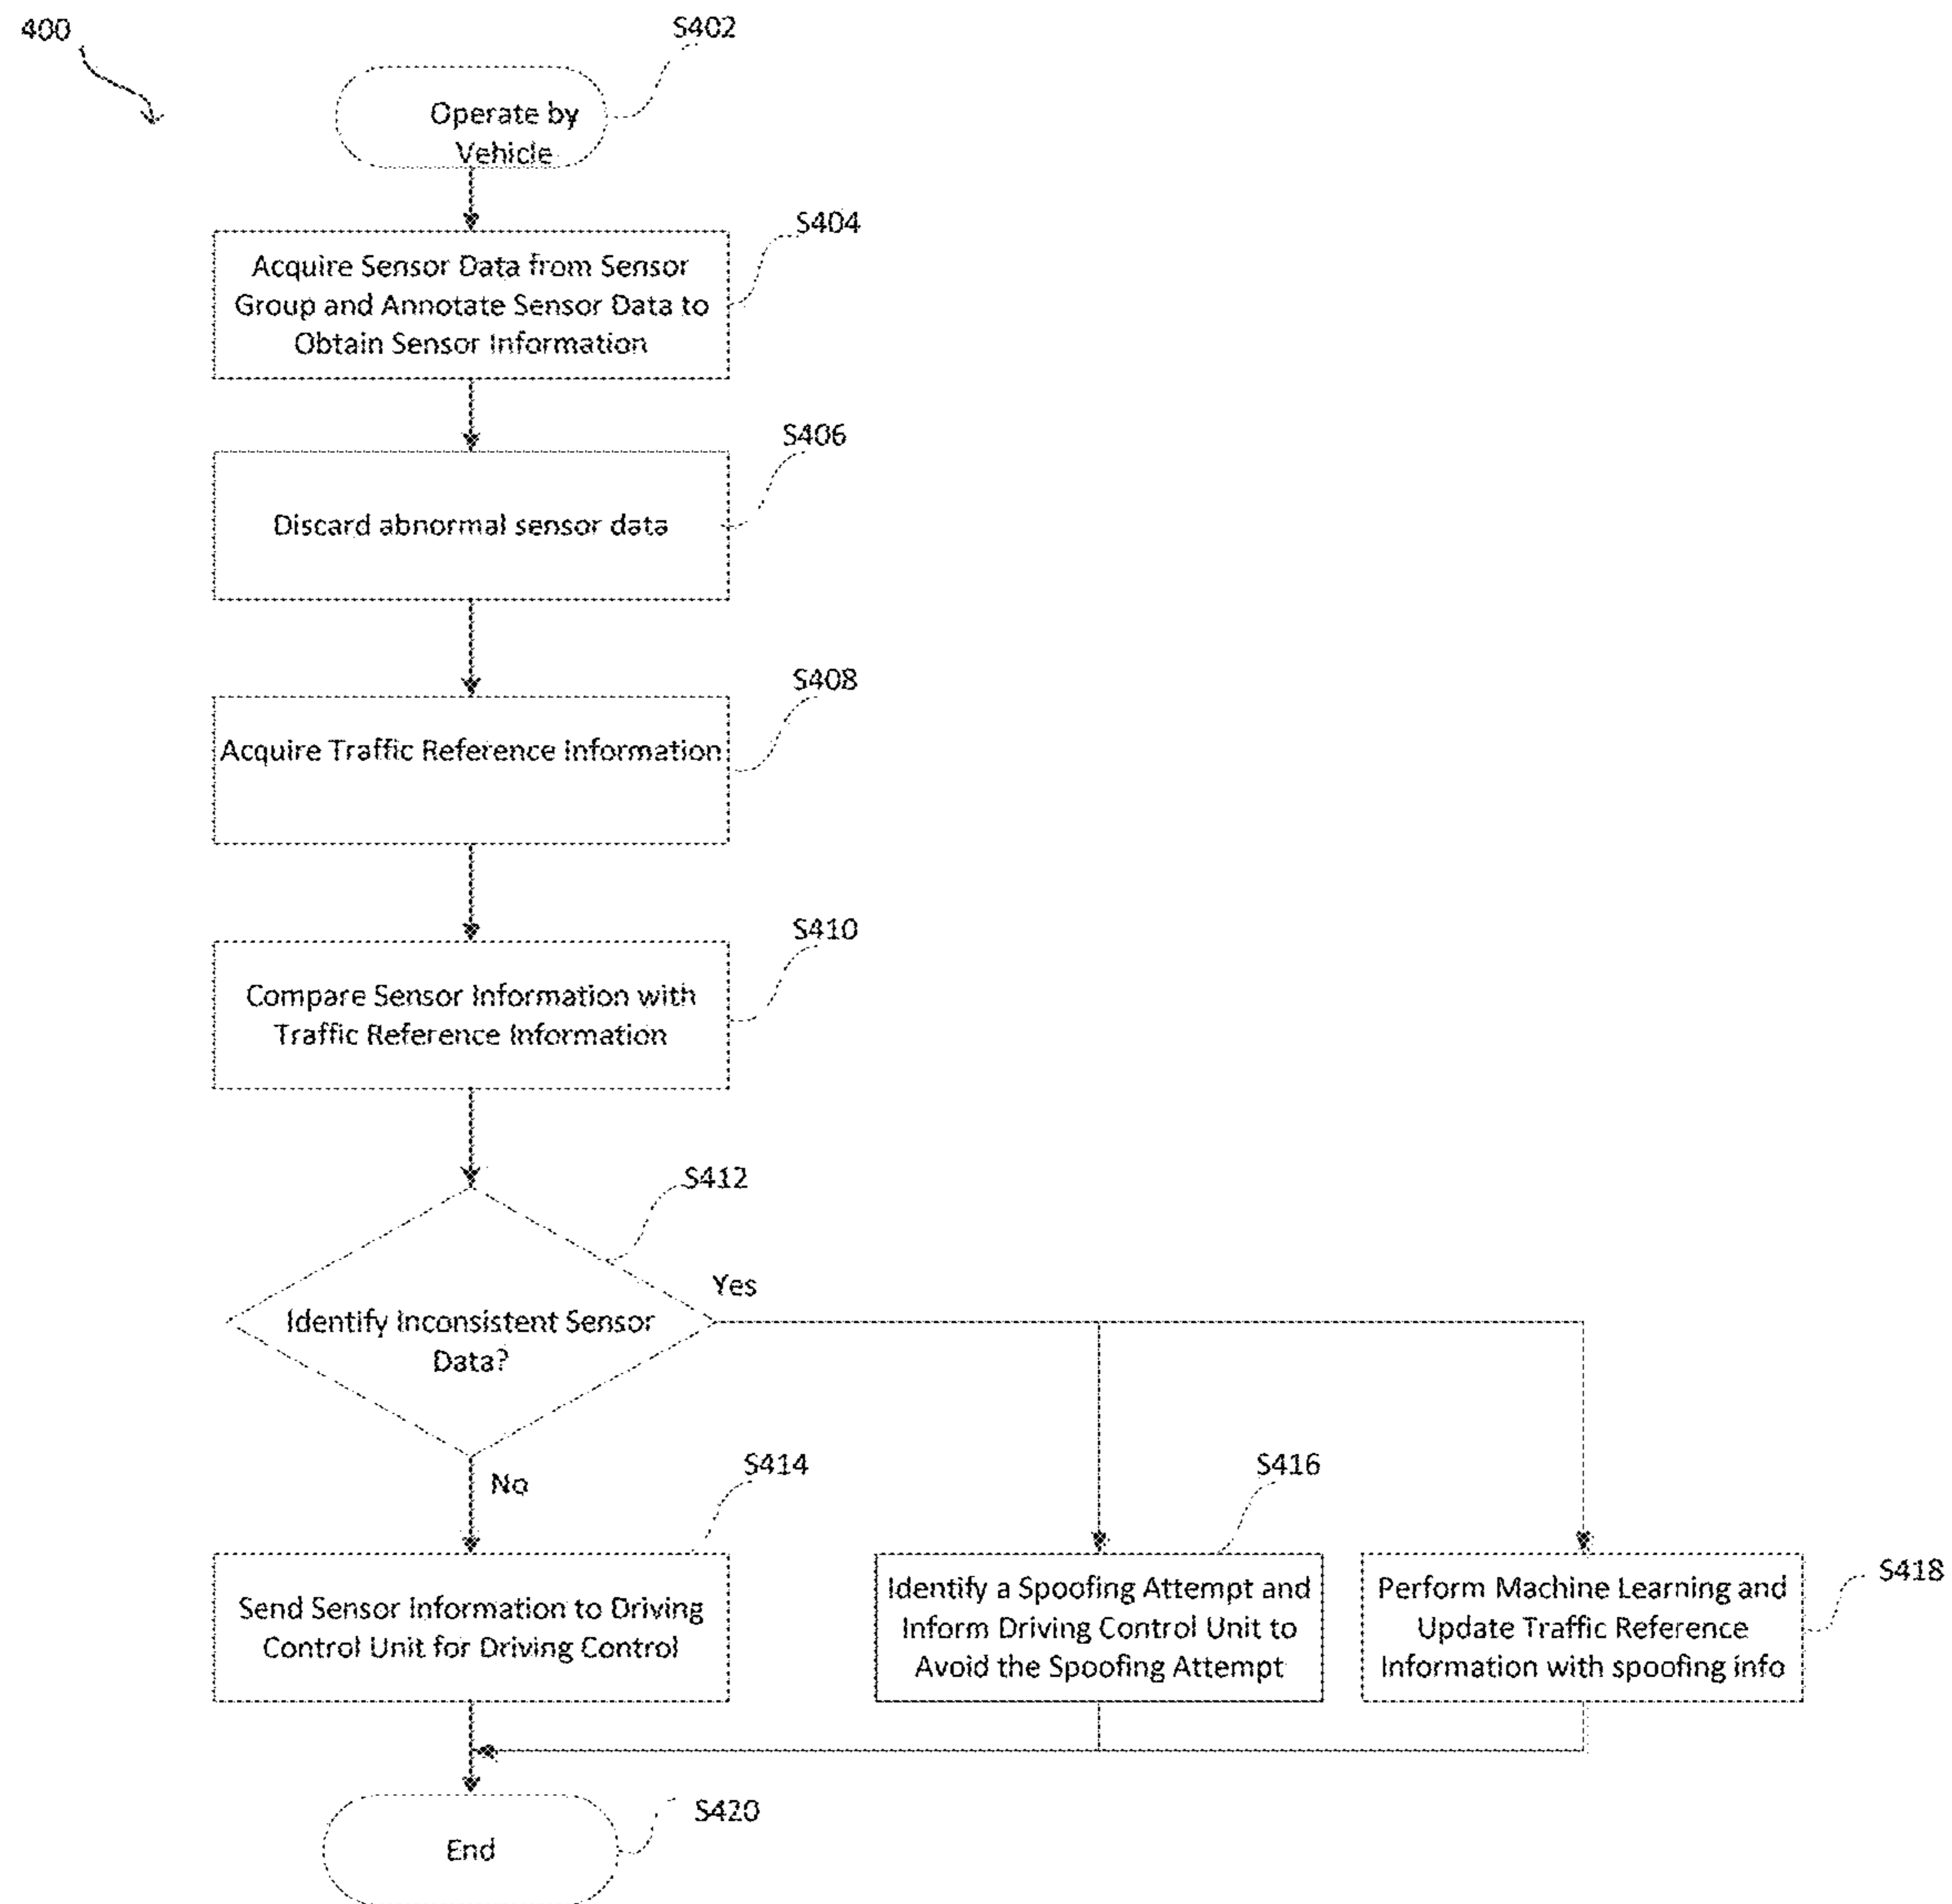 400
S402
Operate by
Vehicle
S404
Acquire Sensor Data from Sensor
Group and Annotate Sensor Data to
Obtain Sensor Information
S406
Discard abnormal sensor data
S408
Acquire Traffic Reference Information
S410
Compare Sensor Information with
Traffic Reference Information
S412
Yes
Identify Inconsistent Sensor
Data?
No
S414
Send Sensor Information to Driving
Control Unit for Driving Control
S416
Identify a Spoofing Attempt and
Inform Driving Control Unit to
Avoid the Spoofing Attempt
S418
Perform Machine Learning and
Update Traffic Reference
Information with spoofing info
S420
End